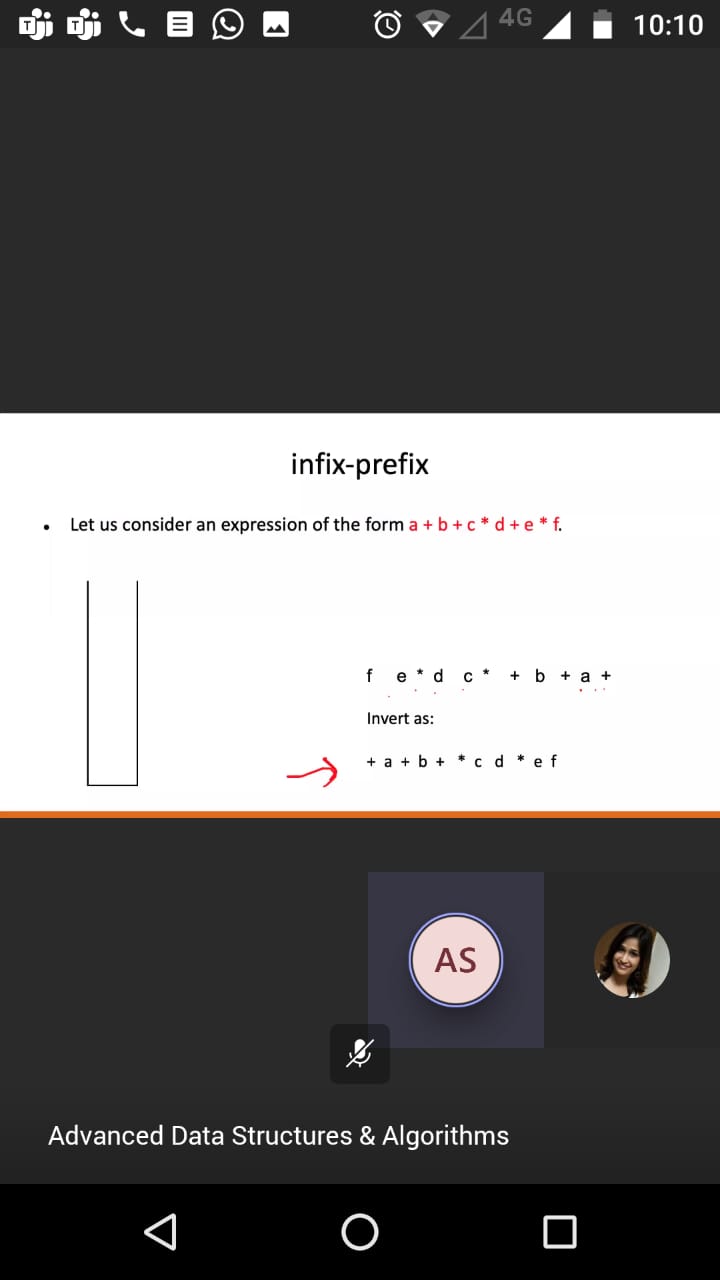 4G 10:10
infix-prefix
• Let us consider an expression of the form a + b + c * d + e * f.
f e * d c * + b + a +
Invert as:
+ a + b + * c d * e f
AS
Advanced Data Structures & Algorithms